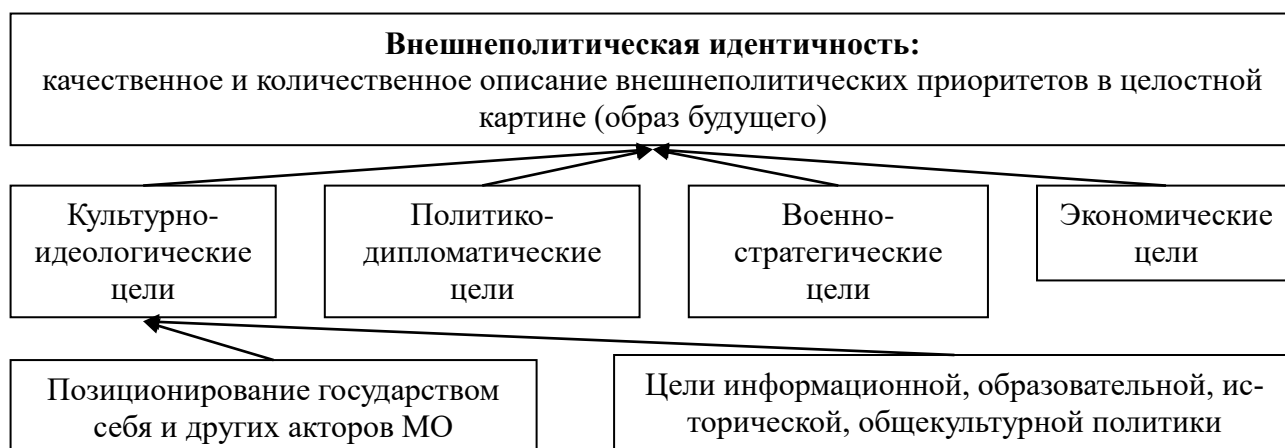 Внешнеполитическая идентичность:
качественное и количественное описание внешнеполитических приоритетов в целостной
картине (образ будущего)
Культурно-
идеологические
цели
Политико-
дипломатические
цели
Военно-
стратегические
цели
Экономические
цели
Позиционирование государством
себя и других акторов МО
Цели информационной, образовательной, ис-
торической, общекультурной политики